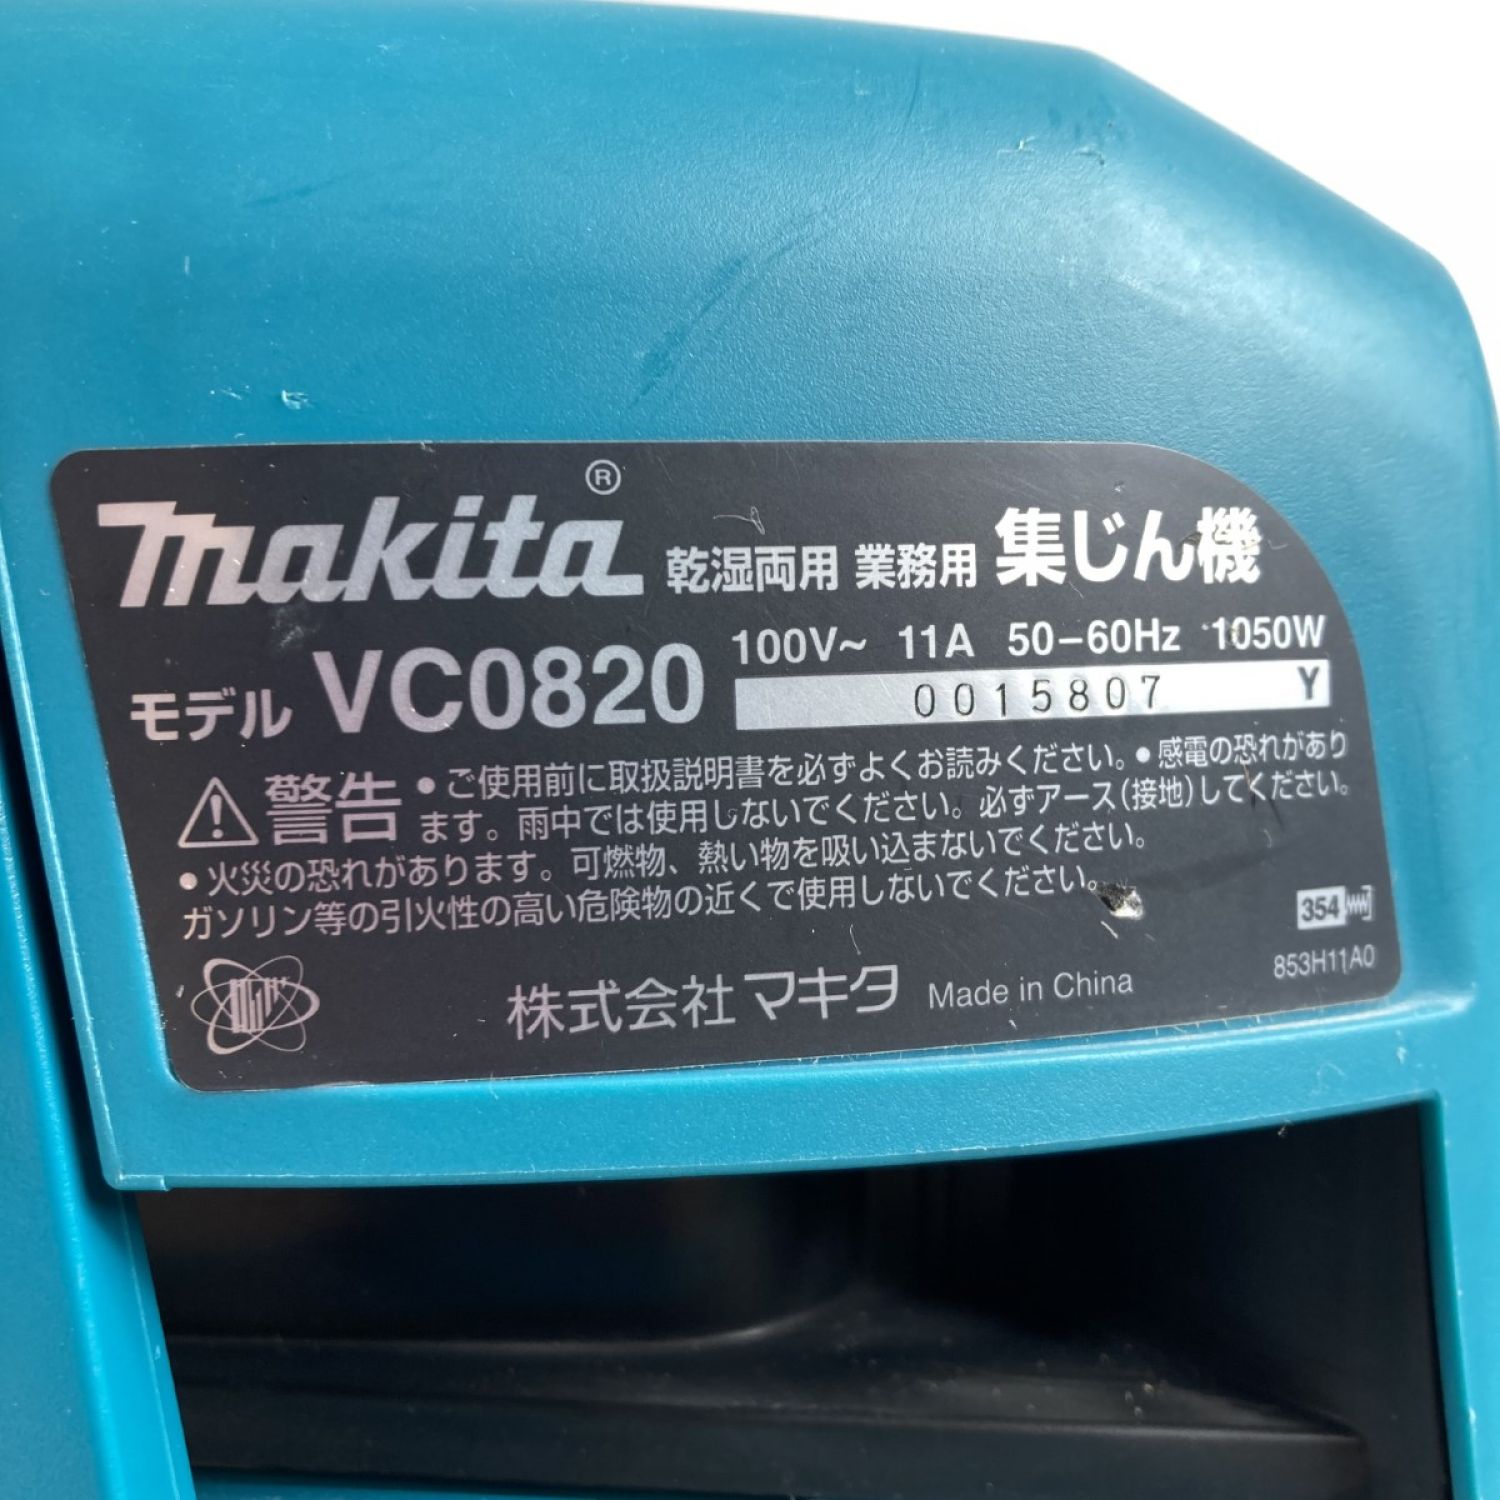 makita® 乾湿両用 業務用 集じん機
モデル VC0820 100V~ 11A 50-60Hz 1050W
0015807 Y
警告 • ご使用前に取扱説明書を必ずよくお読みください。• 感電の恐れがあり
ます。雨中では使用しないでください。必ずアース(接地)してください。
• 火災の恐れがあります。可燃物、熱い物を吸い込まないでください。
ガソリン等の引火性の高い危険物の近くで使用しないでください。
354
853H11A0
株式会社マキタ Made in China